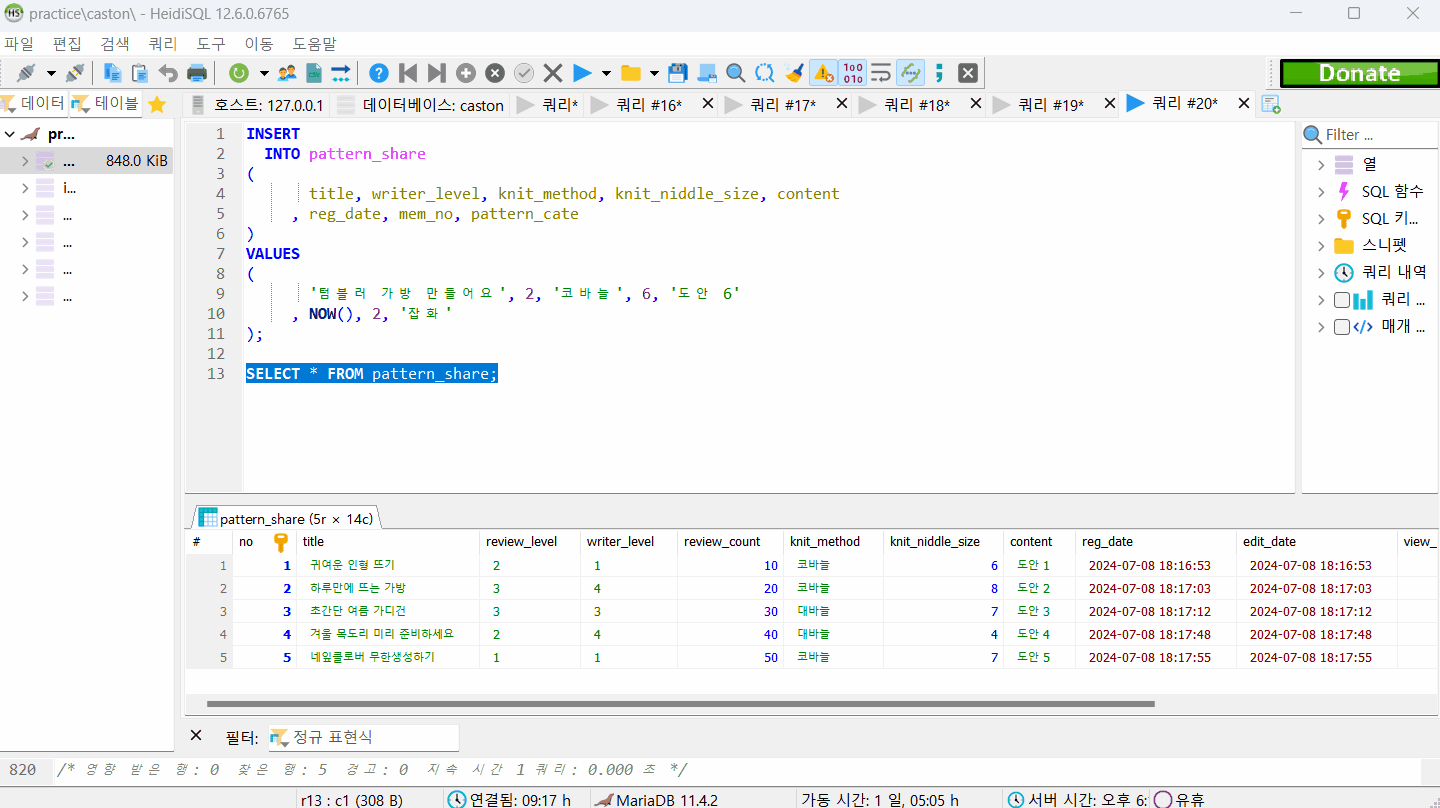 practice\caston\ - HeidiSQL 12.6.0.6765
파일 편집 검색 쿼리 도구 이동 도움말
Donate
데이터 테이블 호스트: 127.0.0.1 데이터베이스: caston 쿼리* 쿼리 #16* 쿼리 #17* 쿼리 #18* 쿼리 #19* 쿼리 #20*
pr...
... 848.0 KiB
i...
...
...
...
...
1 INSERT
2 INTO pattern_share
3 (
4 title, writer_level, knit_method, knit_niddle_size, content
5 , reg_date, mem_no, pattern_cate
6 )
7 VALUES
8 (
9 '텀블러 가방 만들어요', 2, '코바늘', 6, '도안 6'
10 , NOW(), 2, '잡화'
11 );
12
13 SELECT * FROM pattern_share;
Filter ...
열
SQL 함수
SQL 키...
스니펫
쿼리 내역
쿼리 ...
매개 ...
pattern_share (5r × 14c)
# no title review_level writer_level review_count knit_method knit_niddle_size content reg_date edit_date view_
1 1 귀여운 인형 뜨기 2 1 10 코바늘 6 도안 1 2024-07-08 18:16:53 2024-07-08 18:16:53
2 2 하루만에 뜨는 가방 3 4 20 코바늘 8 도안 2 2024-07-08 18:17:03 2024-07-08 18:17:03
3 3 초간단 여름 가디건 3 3 30 대바늘 7 도안 3 2024-07-08 18:17:12 2024-07-08 18:17:12
4 4 겨울 목도리 미리 준비하세요 2 4 40 대바늘 4 도안 4 2024-07-08 18:17:48 2024-07-08 18:17:48
5 5 네잎클로버 무한생성하기 1 1 50 코바늘 7 도안 5 2024-07-08 18:17:55 2024-07-08 18:17:55
필터: 정규 표현식
820 /* 영향 받은 행: 0 찾은 행: 5 경고: 0 지속 시간 1 쿼리: 0.000 초 */
r13 : c1 (308 B) 연결됨: 09:17 h MariaDB 11.4.2 가동 시간: 1 일, 05:05 h 서버 시간: 오후 6: 유휴